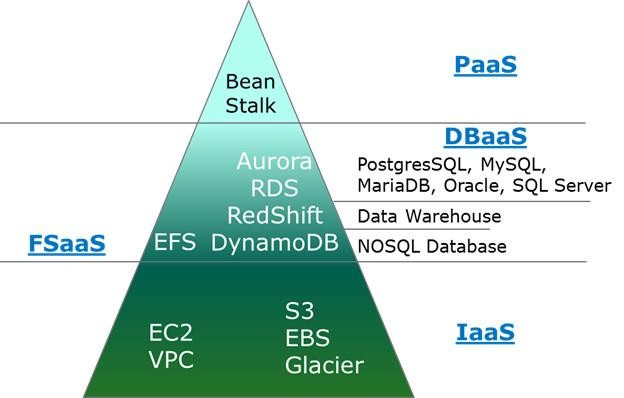 PaaS
Bean
Stalk
DBaaS
Aurora
RDS
RedShift
DynamoDB
PostgresSQL, MySQL,
MariaDB, Oracle, SQL Server
Data Warehouse
NOSQL Database
FSaaS
EFS
EC2
VPC
S3
EBS
Glacier
IaaS